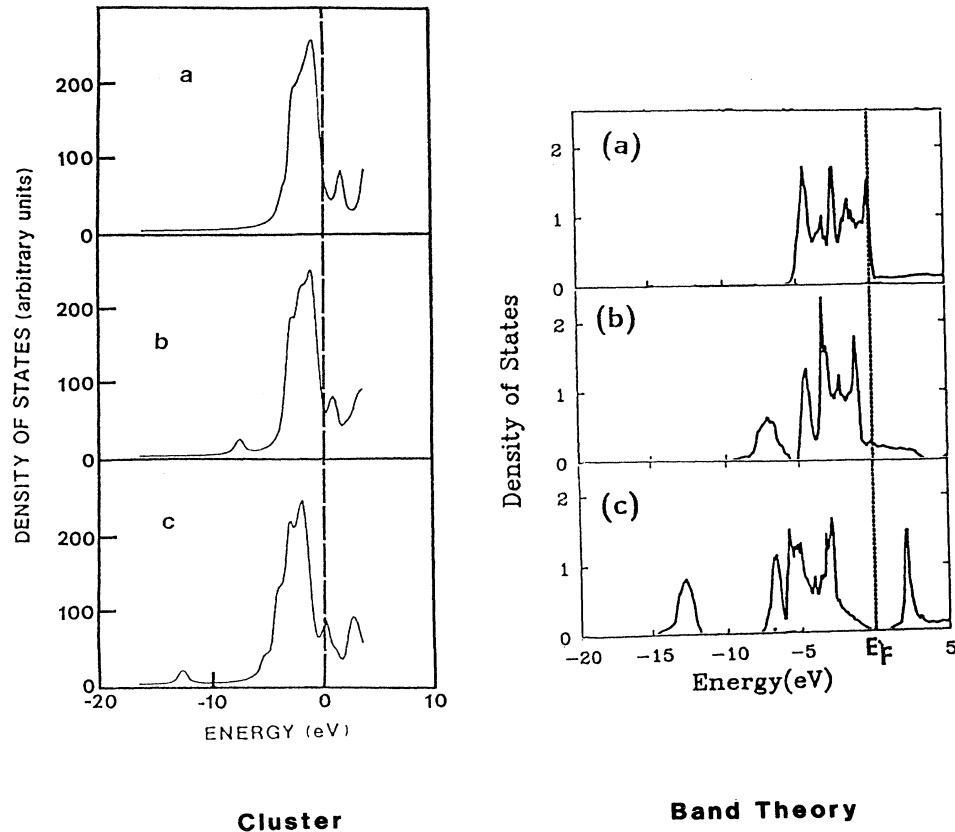 DENSITY OF STATES (arbitrary units)
a
200
100
0
b
200
100
0
c
200
100
0
-20
-10
0
10
ENERGY (eV)
Cluster
Density of States
(a)
2
1
0
(b)
2
1
0
(c)
2
1
0
-20
-15
-10
-5
E_F
5
Energy(eV)
Band Theory